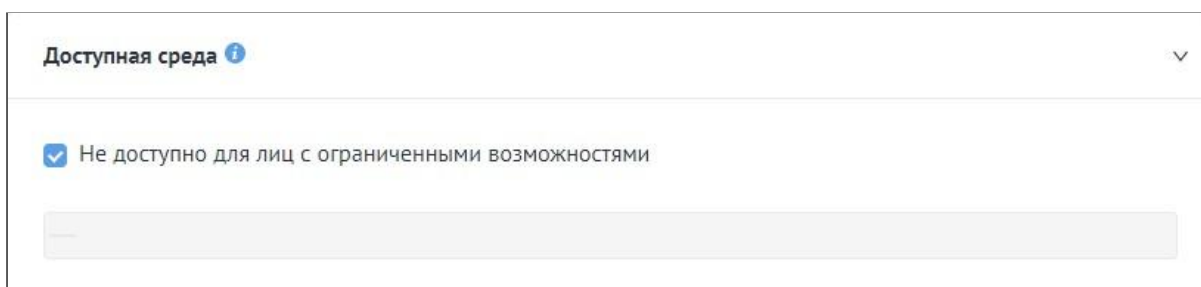 Доступная среда i
Не доступно для лиц с ограниченными возможностями